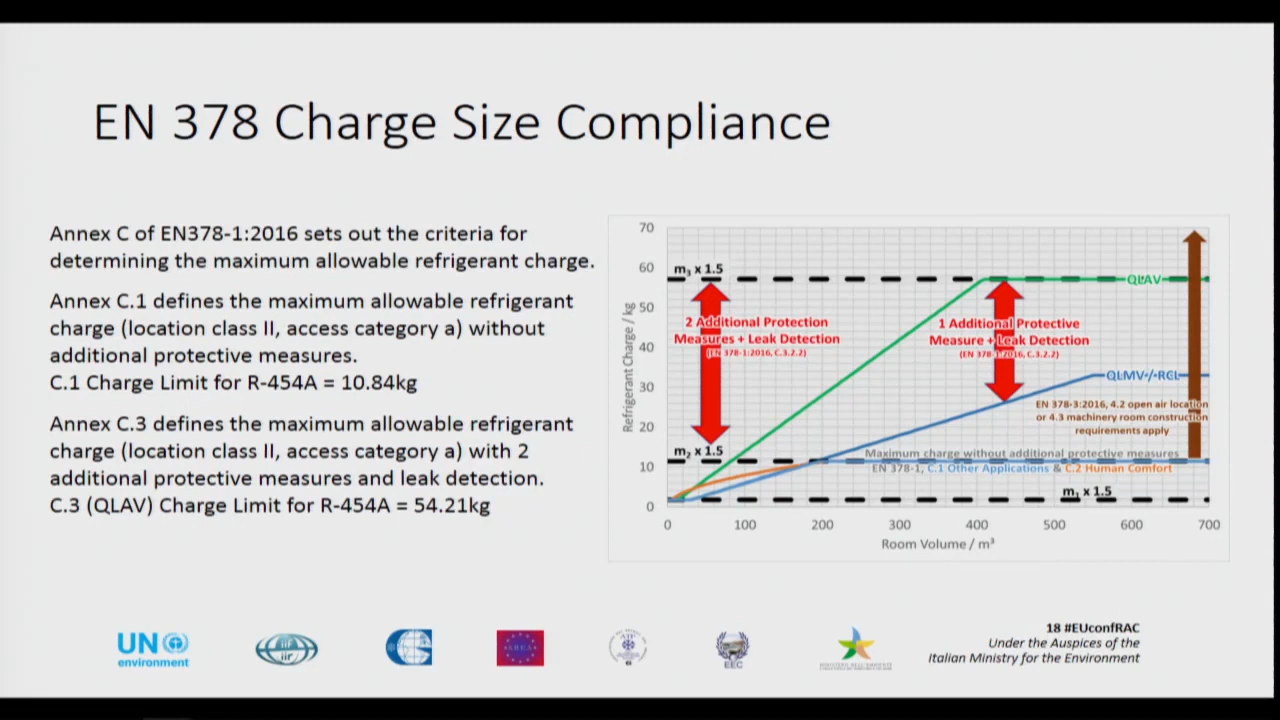 EN 378 Charge Size Compliance
Annex C of EN378-1:2016 sets out the criteria for
determining the maximum allowable refrigerant charge.
Annex C.1 defines the maximum allowable refrigerant
charge (location class II, access category a) without
additional protective measures.
C.1 Charge Limit for R-454A = 10.84kg
Annex C.3 defines the maximum allowable refrigerant
charge (location class II, access category a) with 2
additional protective measures and leak detection.
C.3 (QLAV) Charge Limit for R-454A = 54.21kg
Refrigerant Charge / kg
70
60
50
40
30
20
10
0
m₃ x 1.5
QLAV
2 Additional Protection
Measures + Leak Detection
(EN 378-1:2016, C.3.2.2)
1 Additional Protective
Measure + Leak Detection
(EN 378-1:2016, C.3.2.2)
QLMV / RCL
EN 378-3:2016, 4.2 open air location
or 4.3 machinery room construction
requirements apply
m₂ x 1.5
Maximum charge without additional protective measures
EN 378-1, C.1 Other Applications & C.2 Human Comfort
m₁ x 1.5
0 100 200 300 400 500 600 700
Room Volume / m³
UN
environment
iif
iir
AREA
EEC
18 #EUconfRAC
Under the Auspices of the
Italian Ministry for the Environment